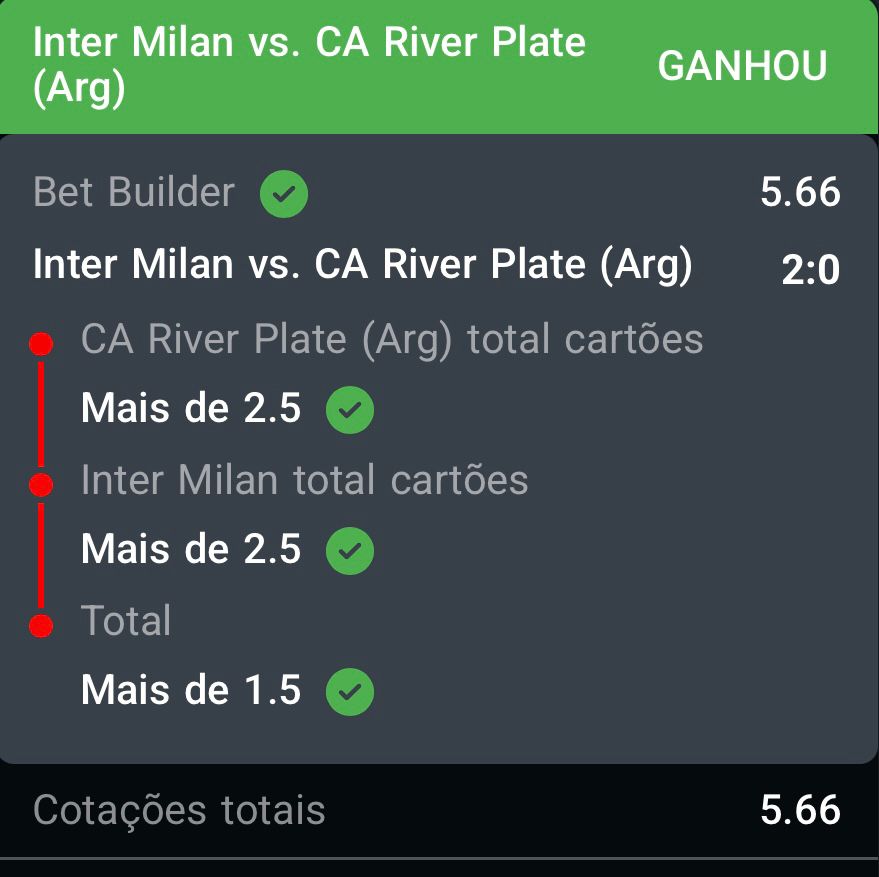 Inter Milan vs. CA River Plate
(Arg)
GANHOU
Bet Builder 5.66
Inter Milan vs. CA River Plate (Arg) 2:0
CA River Plate (Arg) total cartões
Mais de 2.5
Inter Milan total cartões
Mais de 2.5
Total
Mais de 1.5
Cotações totais 5.66